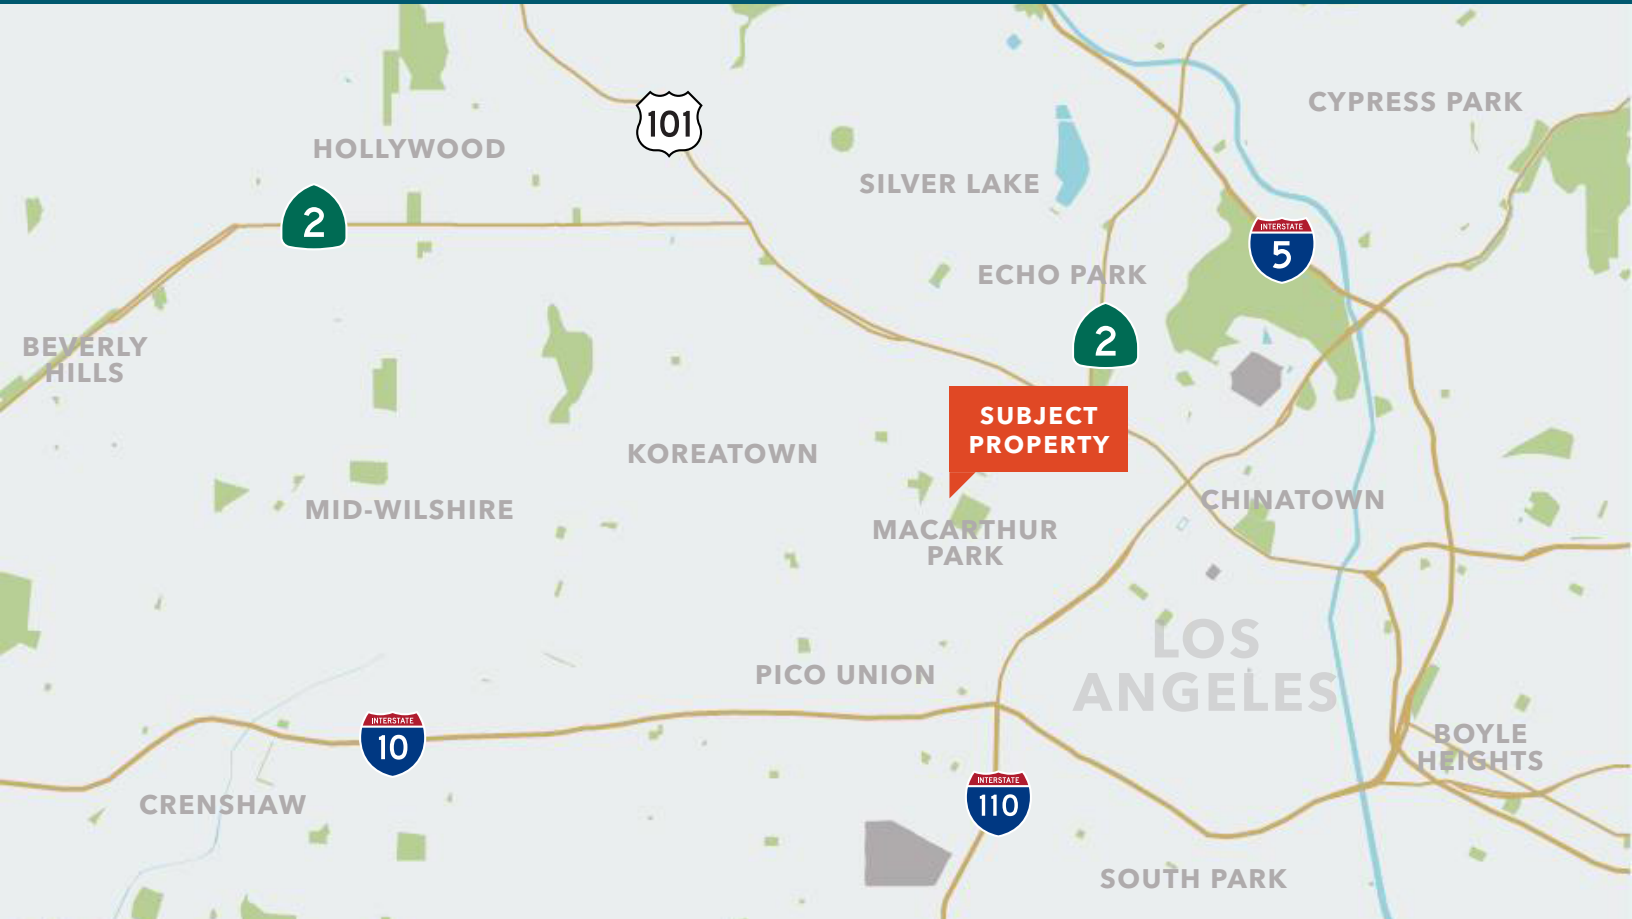 CYPRESS PARK
101
HOLLYWOOD
SILVER LAKE
2
INTERSTATE
5
ECHO PARK
2
BEVERLY
HILLS
SUBJECT
PROPERTY
KOREATOWN
CHINATOWN
MID-WILSHIRE
MACARTHUR
PARK
LOS
ANGELES
PICO UNION
INTERSTATE
10
BOYLE
HEIGHTS
INTERSTATE
110
CRENSHAW
SOUTH PARK